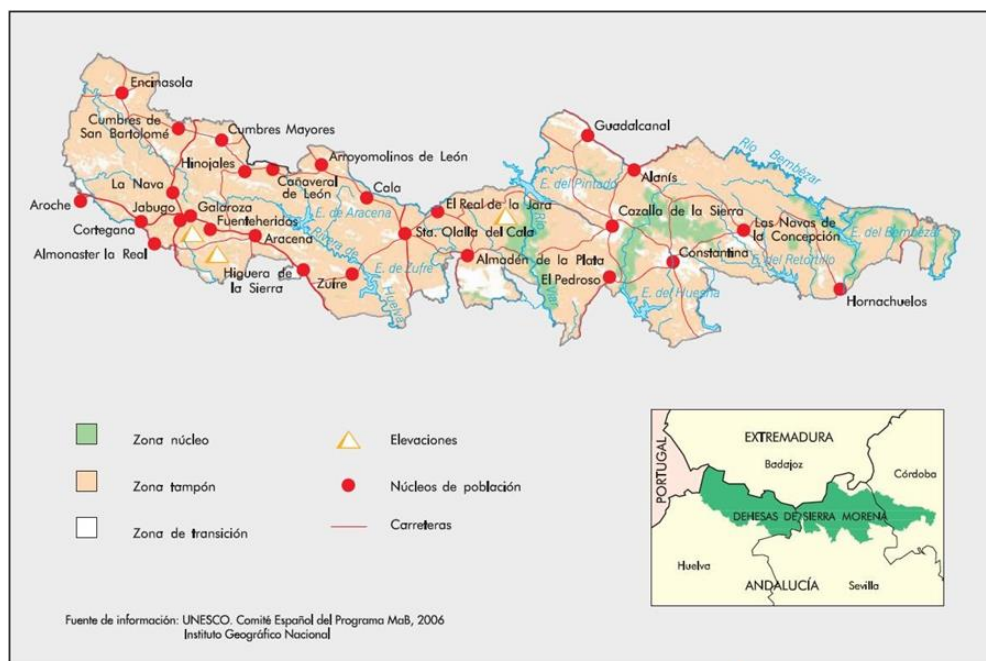 Encinasola
Cumbres de
San Bartolomé
Cumbres Mayores
Hinojales
Arroyomolinos de León
La Nava
Cañaveral
de León
Cala
Aroche
Jabugo
Galaroza
E. de Aracena
Fuenteheridos
Cortegana
Aracena
Rivera de
Huelva
Almonaster la Real
Higuera de
la Sierra
Zufre
E. de Zufre
El Real de la Jara
Sta. Olalla del Cala
Almadén de la Plata
Río
Viar
Guadalcanal
E. del Pintado
Alanís
Río Bembézar
Cazalla de la Sierra
Las Navas de
la Concepción
E. del Bembézar
Constantina
E. del Retortillo
El Pedroso
E. del Huesna
Hornachuelos
Zona núcleo
Zona tampón
Zona de transición
Elevaciones
Núcleos de población
Carreteras
EXTREMADURA
Badajoz
PORTUGAL
Córdoba
DEHESAS DE SIERRA MORENA
Huelva
ANDALUCÍA
Sevilla
Fuente de información: UNESCO. Comité Español del Programa MaB, 2006
Instituto Geográfico Nacional